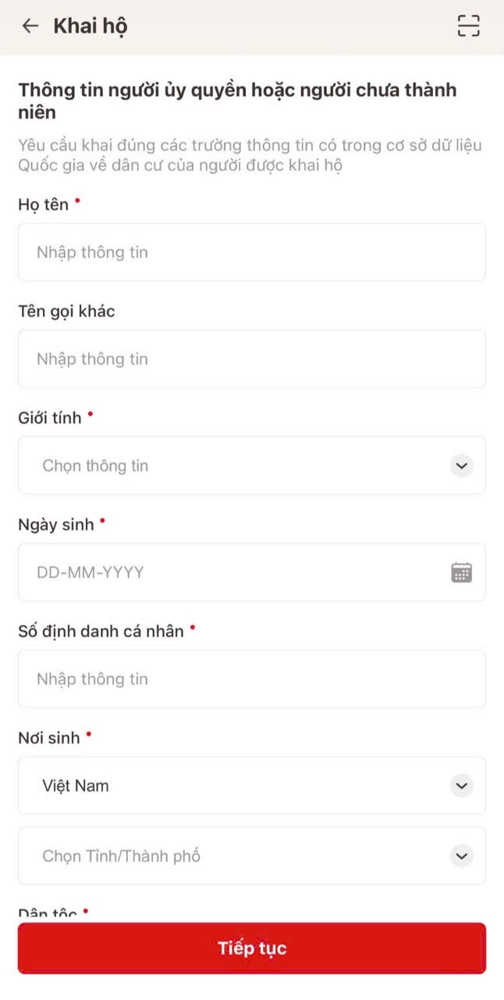 Khai hộ
Thông tin người ủy quyền hoặc người chưa thành
niên
Yêu cầu khai đúng các trường thông tin có trong cơ sở dữ liệu
Quốc gia về dân cư của người được khai hộ
Họ tên •
Nhập thông tin
Tên gọi khác
Nhập thông tin
Giới tính •
Chọn thông tin
Ngày sinh •
DD-MM-YYYY
Số định danh cá nhân •
Nhập thông tin
Nơi sinh •
Việt Nam
Chọn Tỉnh/Thành phố
Dân tộc •
Tiếp tục